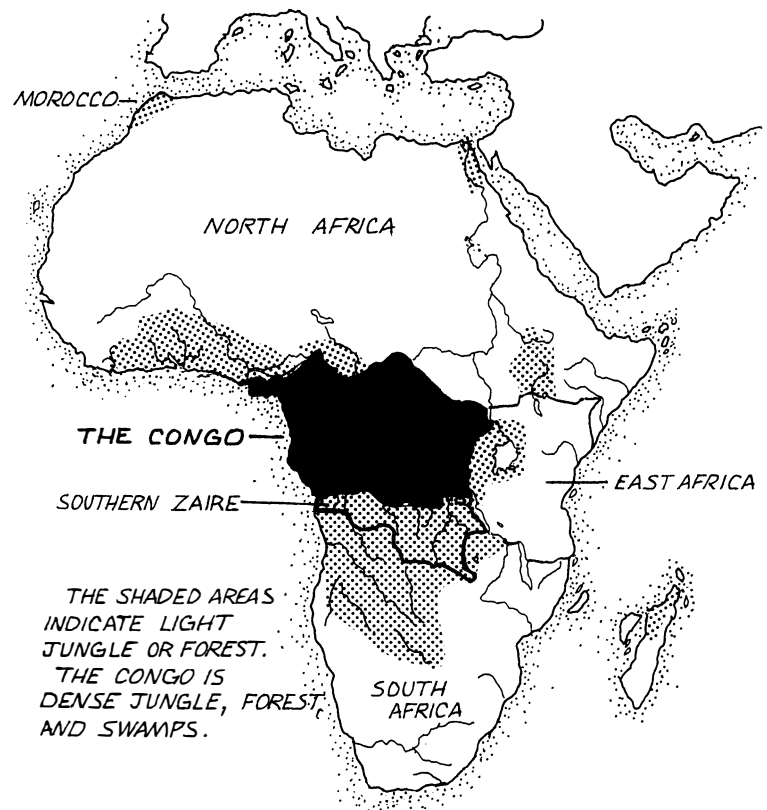 MOROCCO
NORTH AFRICA
THE CONGO
EAST AFRICA
SOUTHERN ZAIRE
THE SHADED AREAS
INDICATE LIGHT
JUNGLE OR FOREST.
THE CONGO IS
DENSE JUNGLE, FOREST,
AND SWAMPS.
SOUTH
AFRICA